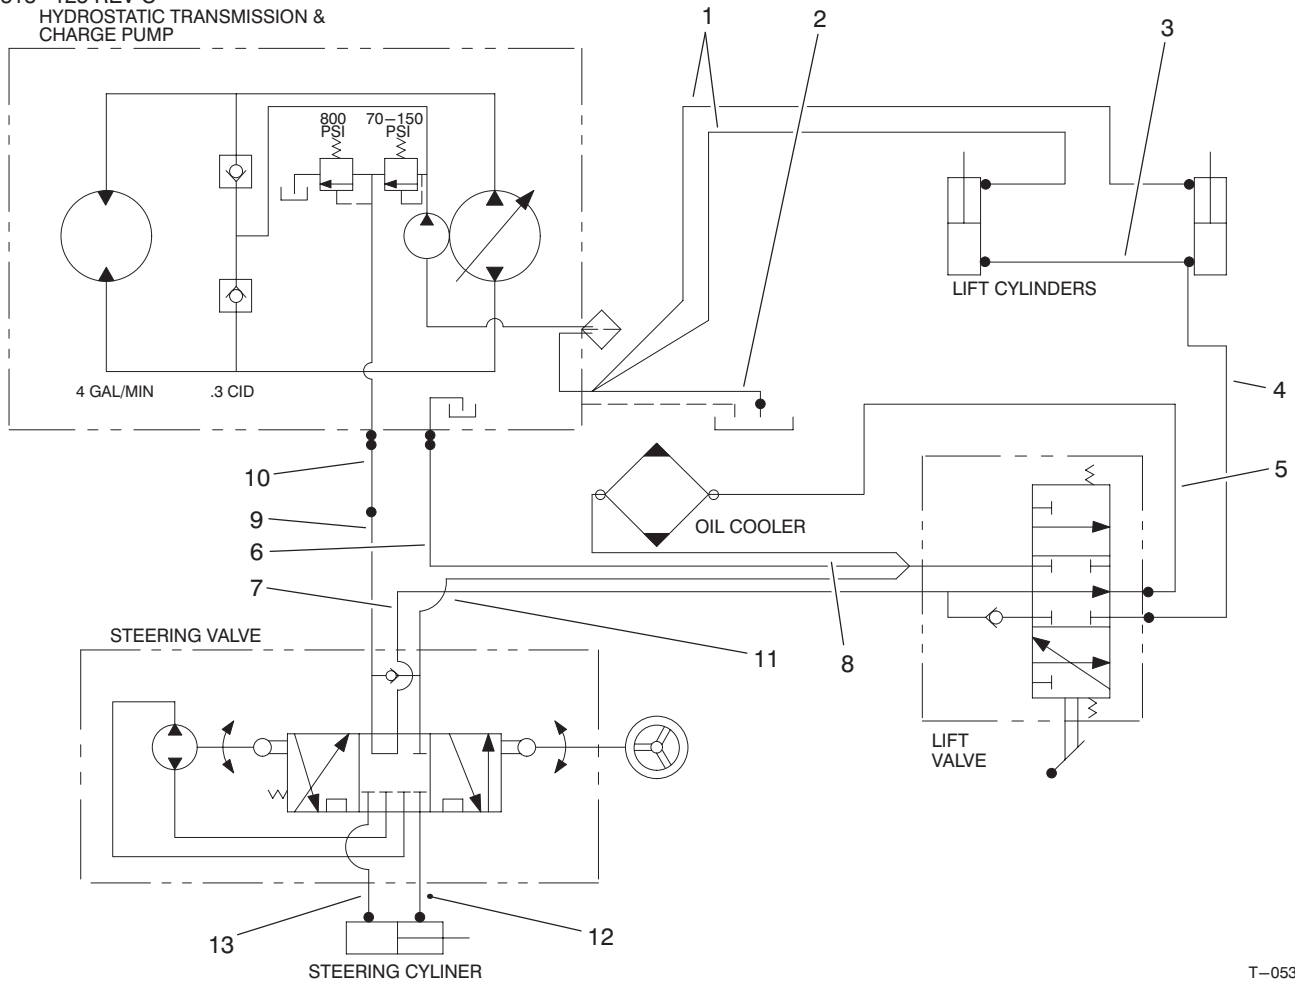 HYDROSTATIC TRANSMISSION &
CHARGE PUMP
1
2
3
800
PSI
70–150
PSI
LIFT CYLINDERS
4 GAL/MIN
.3 CID
4
10
5
9
OIL COOLER
6
7
STEERING VALVE
11
8
LIFT
VALVE
13
12
STEERING CYLINER
T–053